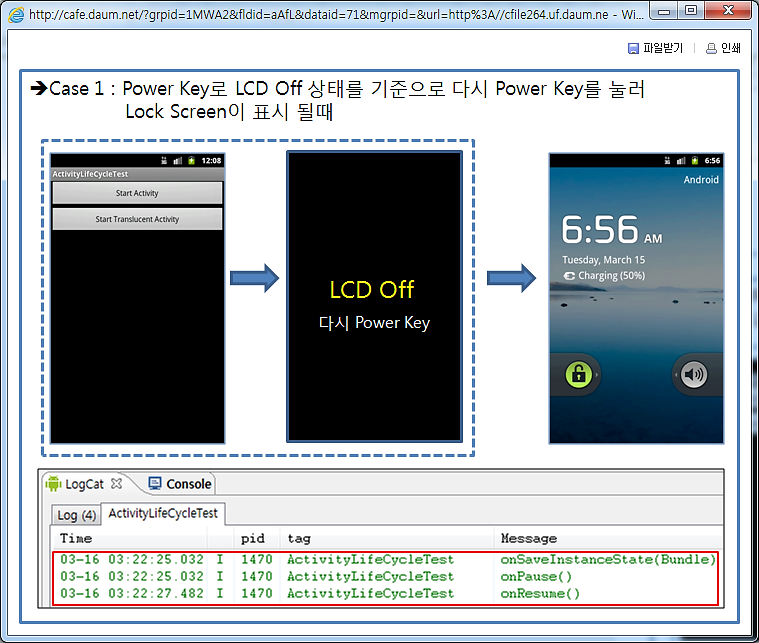 http://cafe.daum.net/?grpid=1MWA2&fldid=aAfL&dataid=71&mgrpid=&url=http%3A//cfile264.uf.daum.ne - Wi...
파일받기 | 인쇄
➔Case 1 : Power Key로 LCD Off 상태를 기준으로 다시 Power Key를 눌러
Lock Screen이 표시 될때
12:08
ActivityLifeCycleTest
Start Activity
Start Translucent Activity
LCD Off
다시 Power Key
6:56
Android
6:56 AM
Tuesday, March 15
Charging (50%)
LogCat Console
Log (4) ActivityLifeCycleTest
Time pid tag Message
03-16 03:22:25.032 I 1470 ActivityLifeCycleTest onSaveInstanceState(Bundle)
03-16 03:22:25.032 I 1470 ActivityLifeCycleTest onPause()
03-16 03:22:27.482 I 1470 ActivityLifeCycleTest onResume()